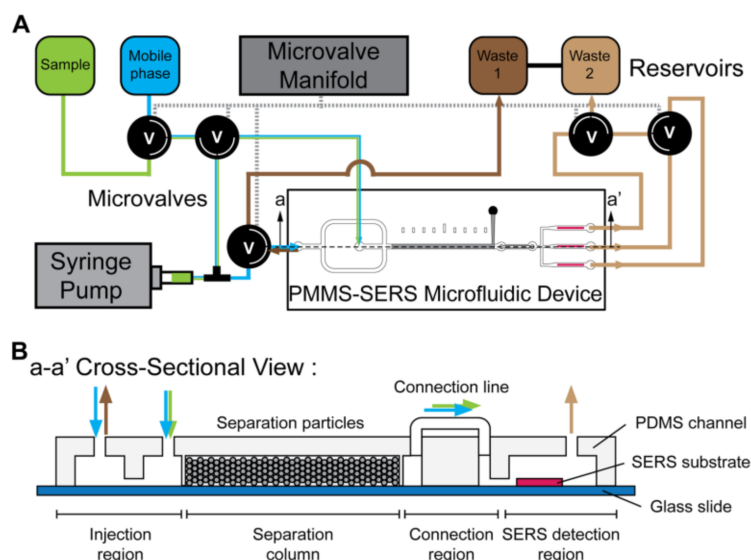 A
Sample
Mobile
phase
Microvalve
Manifold
Waste
1
Waste
2
Reservoirs
V
V
V
V
V
Microvalves
a
a'
Syringe
Pump
PMMS-SERS Microfluidic Device
B
a-a' Cross-Sectional View :
Connection line
Separation particles
PDMS channel
SERS substrate
Glass slide
Injection
region
Separation
column
Connection
region
SERS detection
region